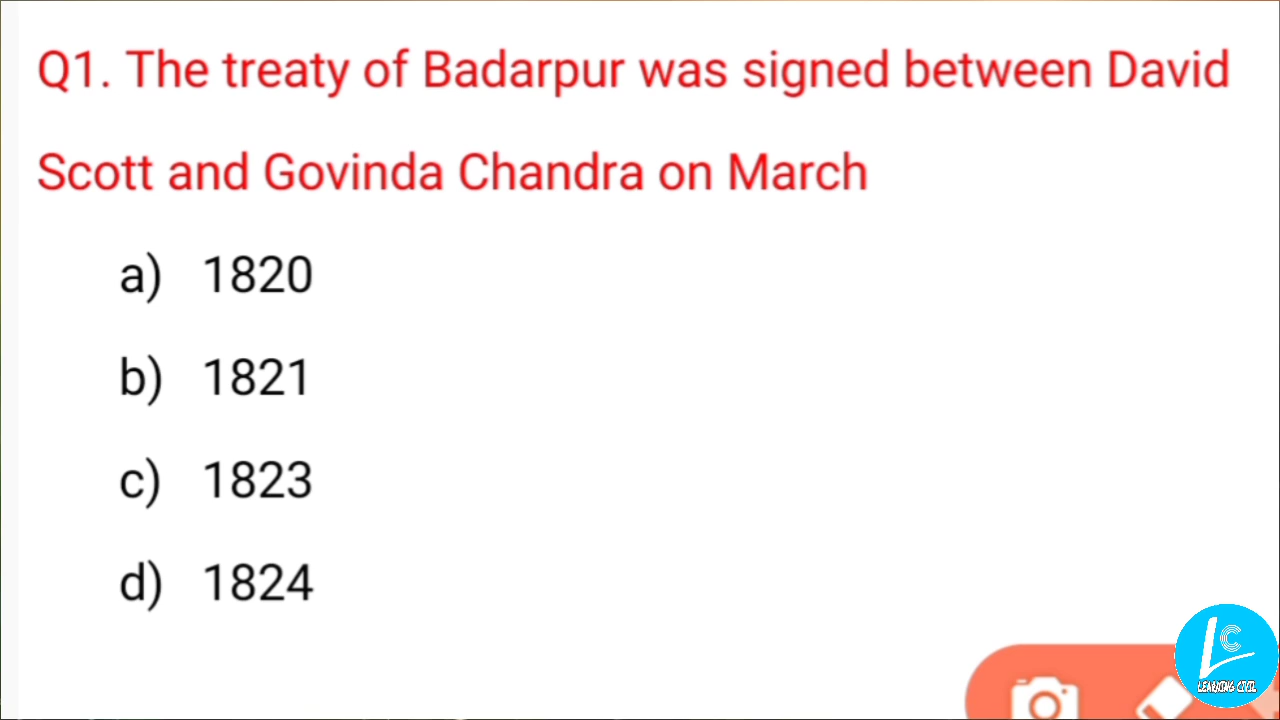 Q1. The treaty of Badarpur was signed between David
Scott and Govinda Chandra on March
a) 1820
b) 1821
c) 1823
d) 1824
LC
LEARNING CIVIL